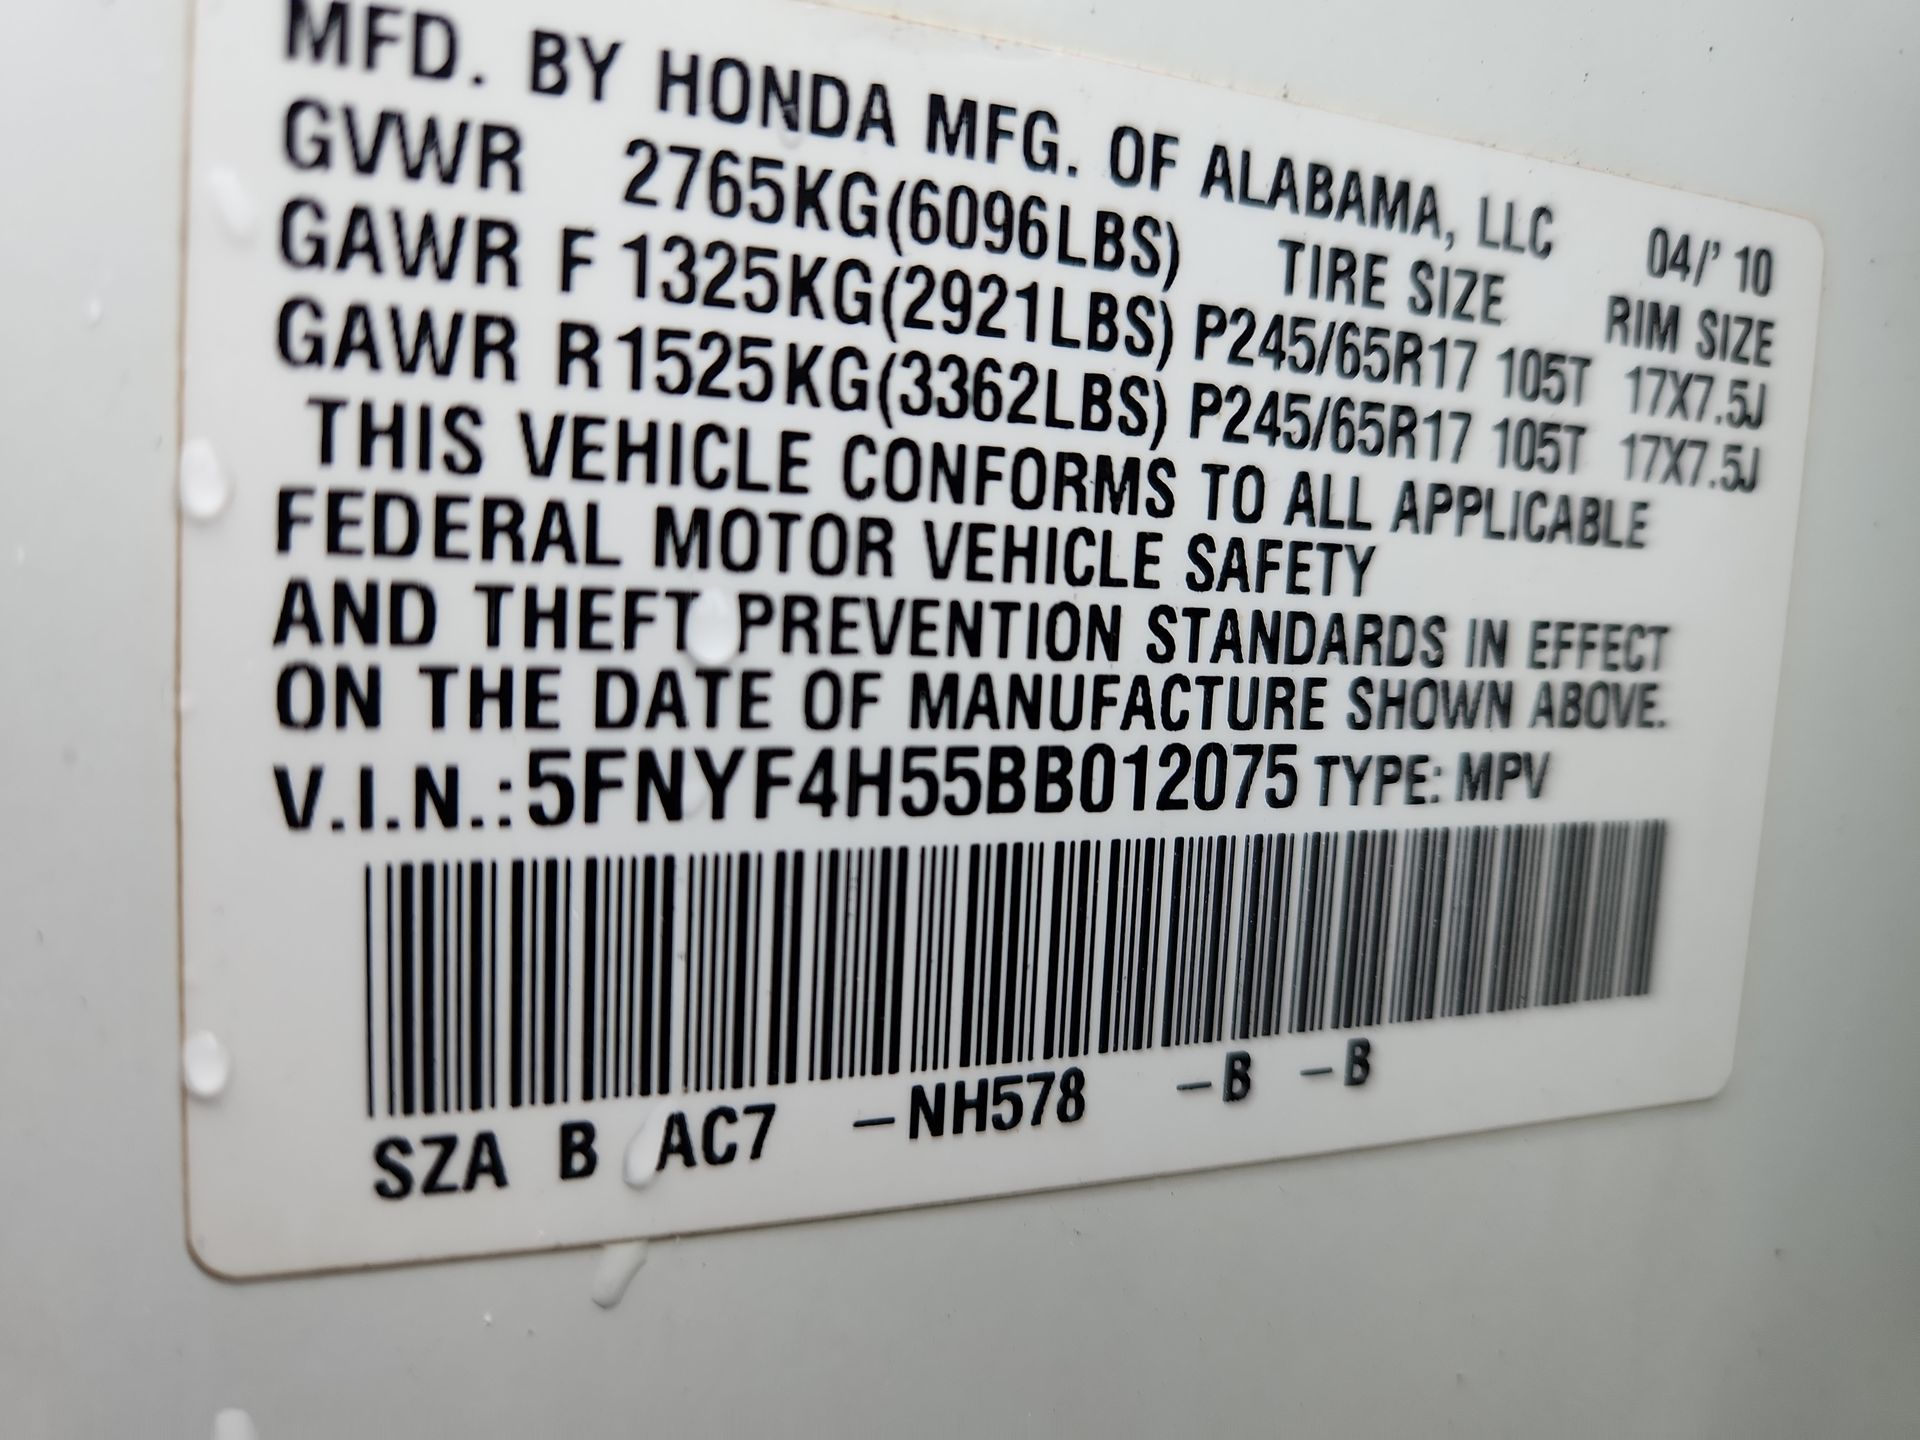 MFD. BY HONDA MFG. OF ALABAMA, LLC 04/' 10
GVWR 2765KG(6096LBS) TIRE SIZE RIM SIZE
GAWR F 1325KG(2921LBS) P245/65R17 105T 17X7.5J
GAWR R1525KG(3362LBS) P245/65R17 105T 17X7.5J
THIS VEHICLE CONFORMS TO ALL APPLICABLE
FEDERAL MOTOR VEHICLE SAFETY
AND THEFT PREVENTION STANDARDS IN EFFECT
ON THE DATE OF MANUFACTURE SHOWN ABOVE.
V.I.N.:5FNYF4H55BB012075 TYPE: MPV
SZA B AC7 –NH578 –B –B